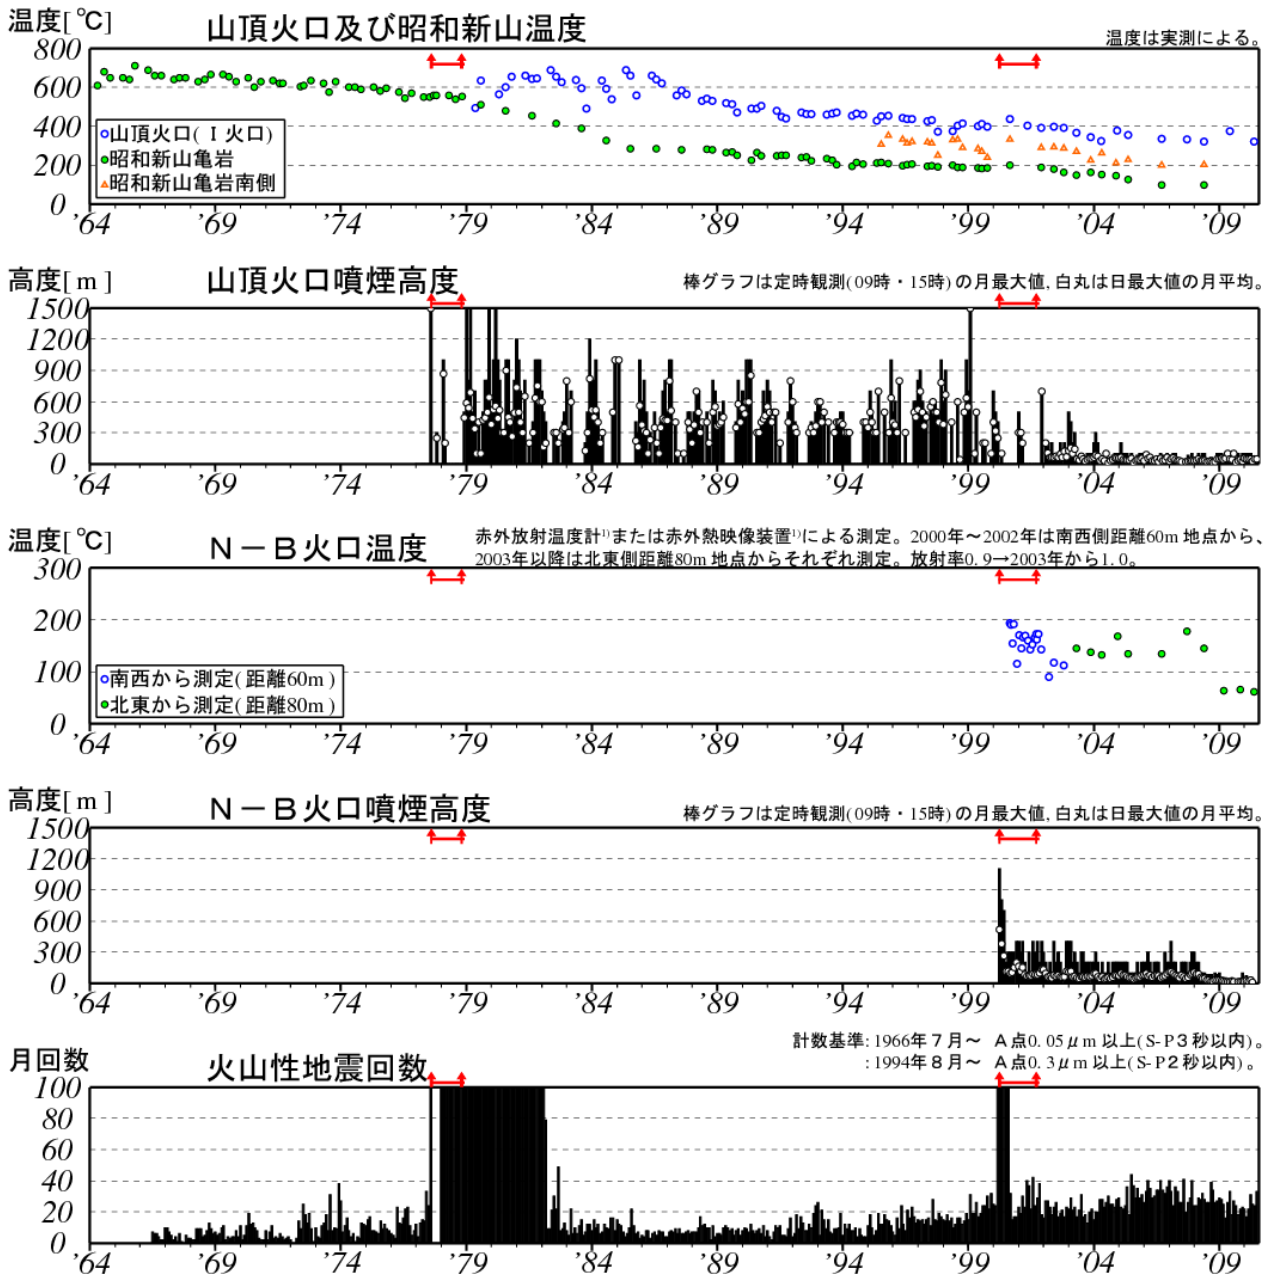 温度[℃]
山頂火口及び昭和新山温度
温度は実測による。
800
600
400
200
0
山頂火口(Ⅰ火口)
昭和新山亀岩
昭和新山亀岩南側
'64 '69 '74 '79 '84 '89 '94 '99 '04 '09
高度[m]
山頂火口噴煙高度
棒グラフは定時観測(09時・15時)の月最大値,白丸は日最大値の月平均。
1500
1200
900
600
300
0
'64 '69 '74 '79 '84 '89 '94 '99 '04 '09
温度[℃]
N－B火口温度
赤外放射温度計¹⁾または赤外熱映像装置¹⁾による測定。2000年～2002年は南西側距離60m地点から、
2003年以降は北東側距離80m地点からそれぞれ測定。放射率0.9→2003年から1.0。
300
200
100
0
南西から測定(距離60m)
北東から測定(距離80m)
'64 '69 '74 '79 '84 '89 '94 '99 '04 '09
高度[m]
N－B火口噴煙高度
棒グラフは定時観測(09時・15時)の月最大値,白丸は日最大値の月平均。
1500
1200
900
600
300
0
'64 '69 '74 '79 '84 '89 '94 '99 '04 '09
月回数
火山性地震回数
計数基準:1966年7月～ A点0.05μm以上(S-P3秒以内)。
:1994年8月～ A点0.3μm以上(S-P2秒以内)。
100
80
60
40
20
0
'64 '69 '74 '79 '84 '89 '94 '99 '04 '09